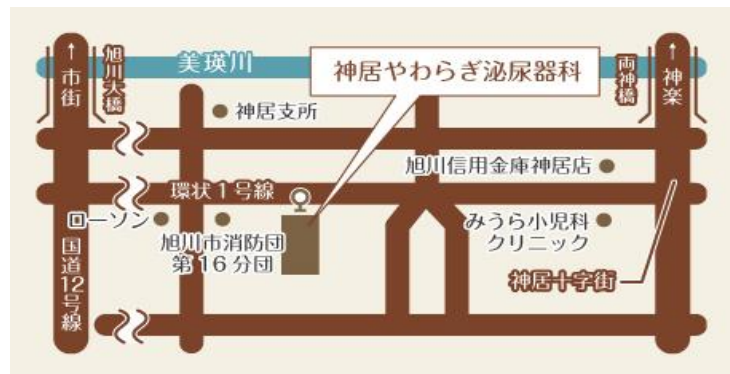 ↑市街
旭川大橋
美瑛川
神居やわらぎ泌尿器科
両神橋
↑神楽
神居支所
旭川信用金庫神居店
環状1号線
ローソン
旭川市消防団
第16分団
みうら小児科
クリニック
国道12号線
神居十字街